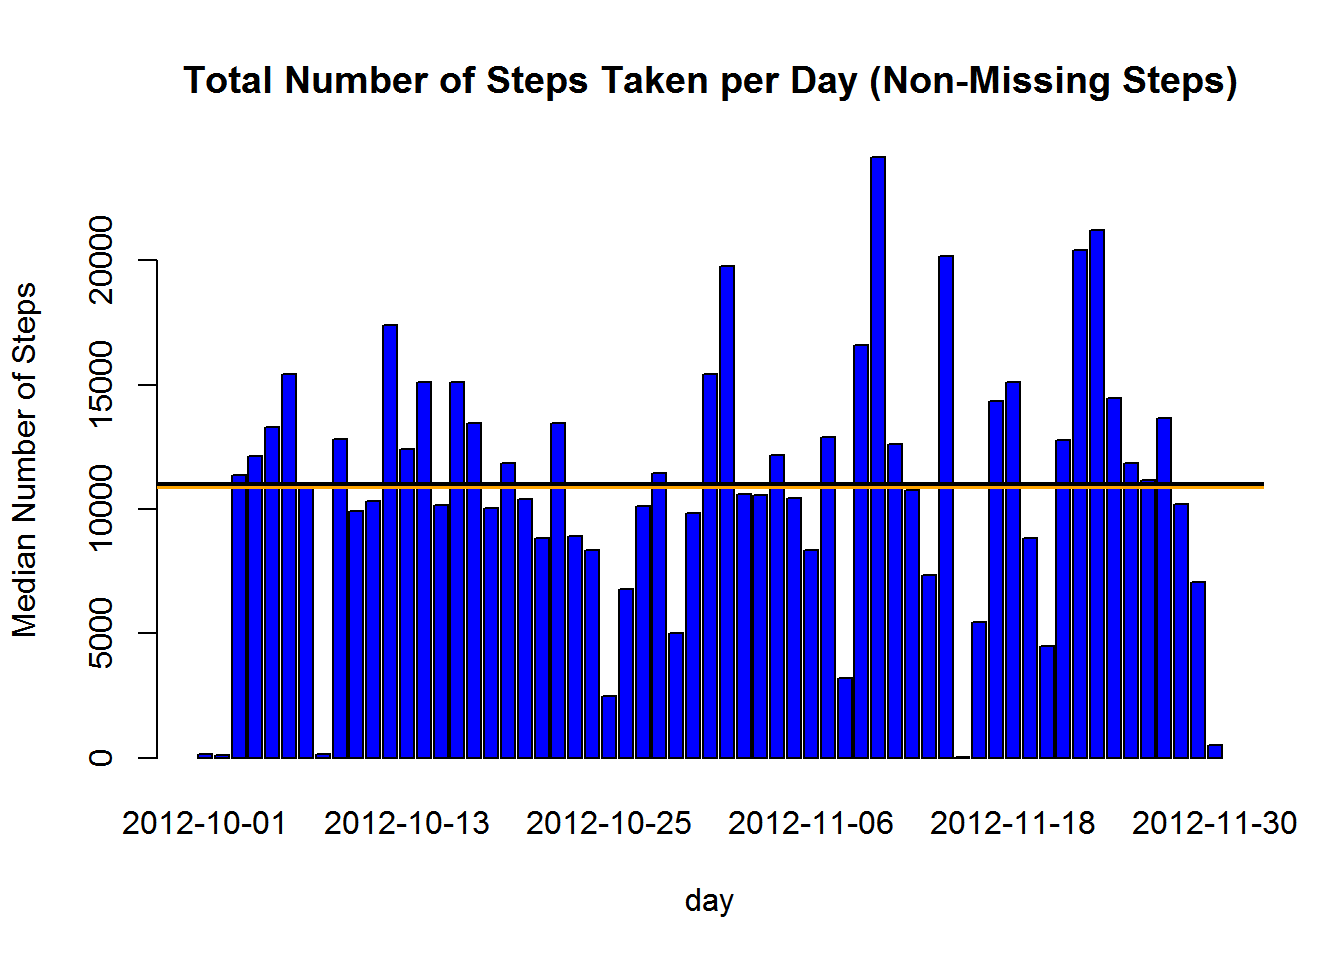 Total Number of Steps Taken per Day (Non-Missing Steps)
Median Number of Steps
20000
15000
10000
5000
0
2012-10-01 2012-10-13 2012-10-25 2012-11-06 2012-11-18 2012-11-30
day